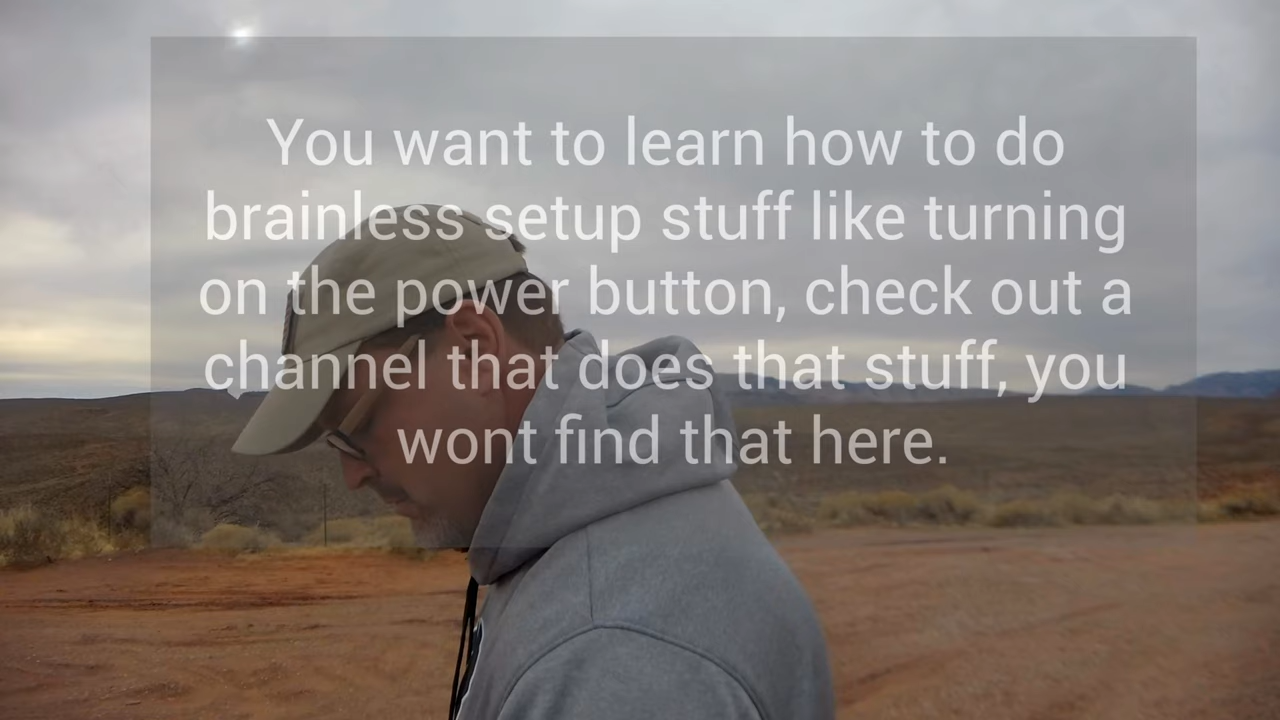 You want to learn how to do
brainless setup stuff like turning
on the power button, check out a
channel that does that stuff, you
wont find that here.